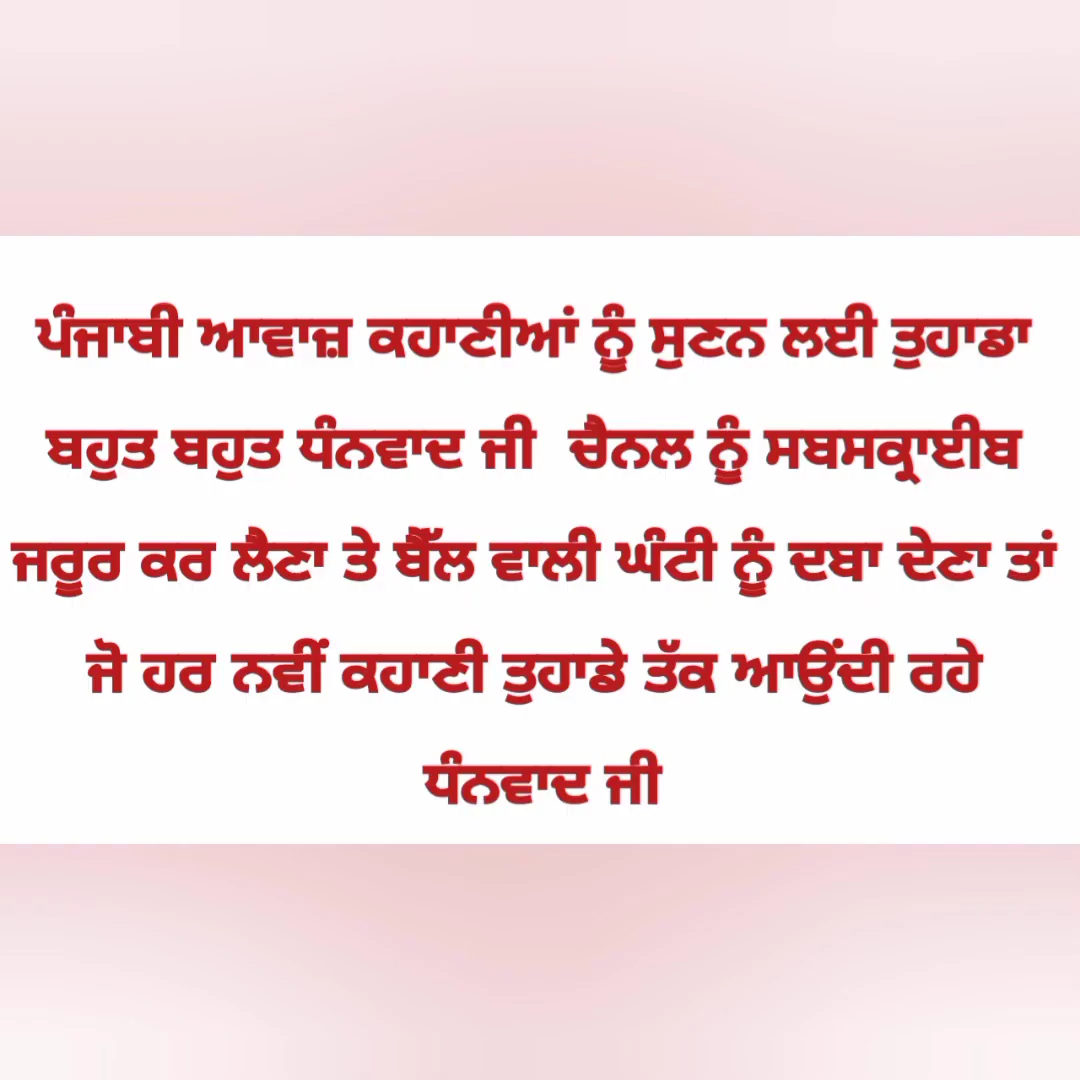 ਪੰਜਾਬੀ ਆਵਾਜ਼ ਕਹਾਣੀਆਂ ਨੂੰ ਸੁਣਨ ਲਈ ਤੁਹਾਡਾ
ਬਹੁਤ ਬਹੁਤ ਧੰਨਵਾਦ ਜੀ  ਚੈਨਲ ਨੂੰ ਸਬਸਕ੍ਰਾਈਬ
ਜਰੂਰ ਕਰ ਲੈਣਾ ਤੇ ਬੈੱਲ ਵਾਲੀ ਘੰਟੀ ਨੂੰ ਦਬਾ ਦੇਣਾ ਤਾਂ
ਜੋ ਹਰ ਨਵੀਂ ਕਹਾਣੀ ਤੁਹਾਡੇ ਤੱਕ ਆਉਂਦੀ ਰਹੇ
ਧੰਨਵਾਦ ਜੀ